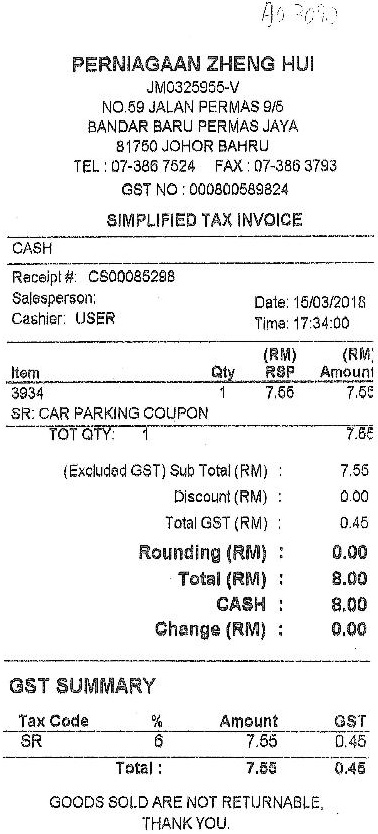 PERNIAGAAN ZHENG HUI
JM0325955-V
NO.59 JALAN PERMAS 9/5
BANDAR BARU PERMAS JAYA
81750 JOHOR BAHRU
TEL : 07-386 7524 FAX : 07-386 3793
GST NO : 000800589824
SIMPLIFIED TAX INVOICE
CASH
Receipt #: CS00085288
Salesperson: Date: 15/03/2018
Cashier: USER Time: 17:34:00
(RM) (RM)
Item Qty RSP Amount
3934 1 7.55 7.55
SR: CAR PARKING COUPON
TOT QTY: 1 7.55
(Excluded GST) Sub Total (RM) : 7.55
Discount (RM) : 0.00
Total GST (RM) : 0.45
Rounding (RM) : 0.00
Total (RM) : 8.00
CASH : 8.00
Change (RM) : 0.00
GST SUMMARY
Tax Code % Amount GST
SR 6 7.55 0.45
Total : 7.55 0.45
GOODS SOLD ARE NOT RETURNABLE,
THANK YOU.